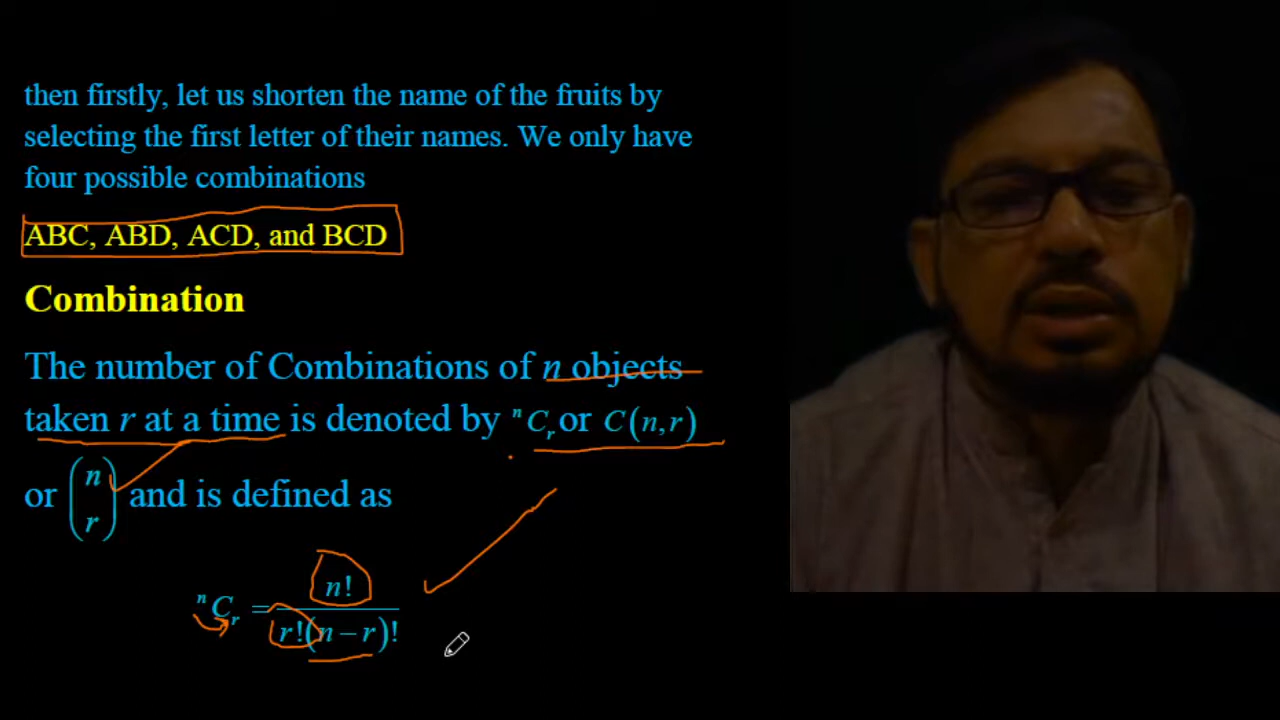 then firstly, let us shorten the name of the fruits by
selecting the first letter of their names. We only have
four possible combinations
ABC, ABD, ACD, and BCD
Combination
The number of Combinations of n objects
taken r at a time is denoted by ⁿCᵣ or C(n,r)
or (n r) and is defined as
ⁿCᵣ = n! / r!(n−r)!